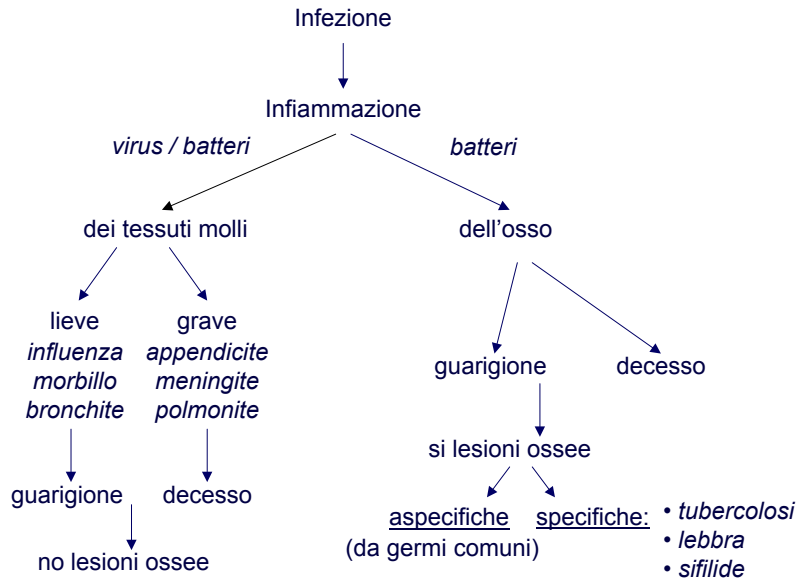 Infezione
Infiammazione
virus / batteri
batteri
dei tessuti molli
dell'osso
lieve
influenza
morbillo
bronchite
grave
appendicite
meningite
polmonite
guarigione
decesso
no lesioni ossee
guarigione
decesso
si lesioni ossee
aspecifiche
(da germi comuni)
specifiche:
• tubercolosi
• lebbra
• sifilide